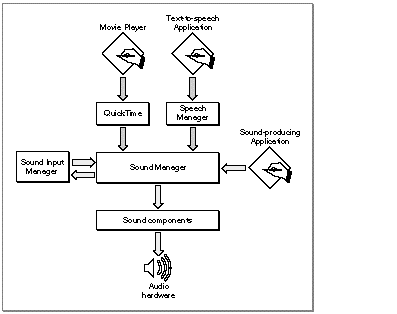 Movie Player
Text-to-speech
Application
QuickTime
Speech
Manager
Sound-producing
Application
Sound Input
Manager
Sound Manager
Sound components
Audio
hardware